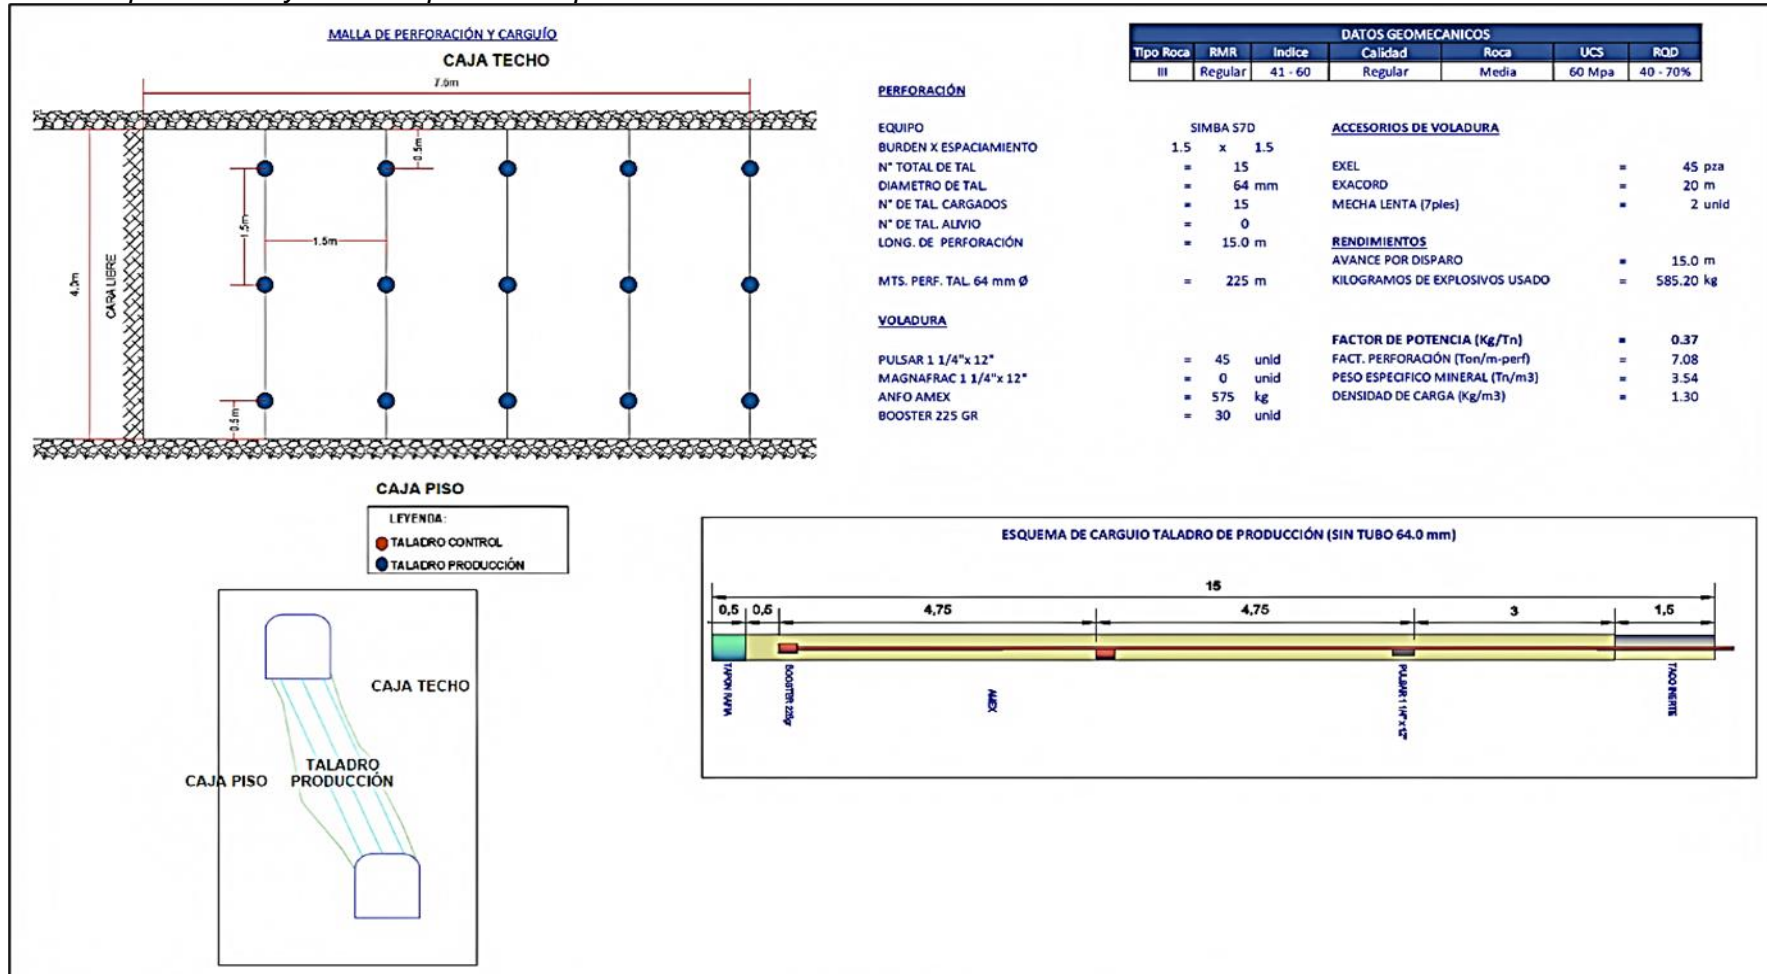 MALLA DE PERFORACIÓN Y CARGUÍO
CAJA TECHO
7.5m
0.5m
1.5m
1.5m
4.0m
CARA LIBRE
0.5m
CAJA PISO
LEYENDA:
TALADRO CONTROL
TALADRO PRODUCCIÓN
CAJA TECHO
TALADRO
CAJA PISO PRODUCCIÓN
DATOS GEOMECANICOS
Tipo Roca RMR Indice Calidad Roca UCS RQD
III Regular 41 - 60 Regular Media 60 Mpa 40 - 70%
PERFORACIÓN
EQUIPO SIMBA S7D
BURDEN X ESPACIAMIENTO 1.5 x 1.5
N° TOTAL DE TAL = 15
DIAMETRO DE TAL. = 64 mm
N° DE TAL. CARGADOS = 15
N° DE TAL. ALIVIO = 0
LONG. DE PERFORACIÓN = 15.0 m
MTS. PERF. TAL. 64 mm Ø = 225 m
VOLADURA
PULSAR 1 1/4"x 12" = 45 unid
MAGNAFRAC 1 1/4"x 12" = 0 unid
ANFO AMEX = 575 kg
BOOSTER 225 GR = 30 unid
ACCESORIOS DE VOLADURA
EXEL = 45 pza
EXACORD = 20 m
MECHA LENTA (7pies) = 2 unid
RENDIMIENTOS
AVANCE POR DISPARO = 15.0 m
KILOGRAMOS DE EXPLOSIVOS USADO = 585.20 kg
FACTOR DE POTENCIA (Kg/Tn) = 0.37
FACT. PERFORACIÓN (Ton/m-perf) = 7.08
PESO ESPECIFICO MINERAL (Tn/m3) = 3.54
DENSIDAD DE CARGA (Kg/m3) = 1.30
ESQUEMA DE CARGUIO TALADRO DE PRODUCCIÓN (SIN TUBO 64.0 mm)
15
0,5 0,5 4,75 4,75 3 1,5
TAPON RAFIA
BOOSTER 225gr
AMEX
PULSAR 1 1/4" x 12"
TACO INERTE